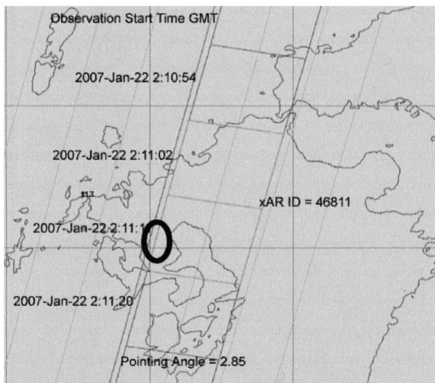 Observation Start Time GMT
2007-Jan-22 2:10:54
2007-Jan-22 2:11:02
xAR ID = 46811
2007-Jan-22 2:11:1
2007-Jan-22 2:11:20
Pointing Angle = 2.85